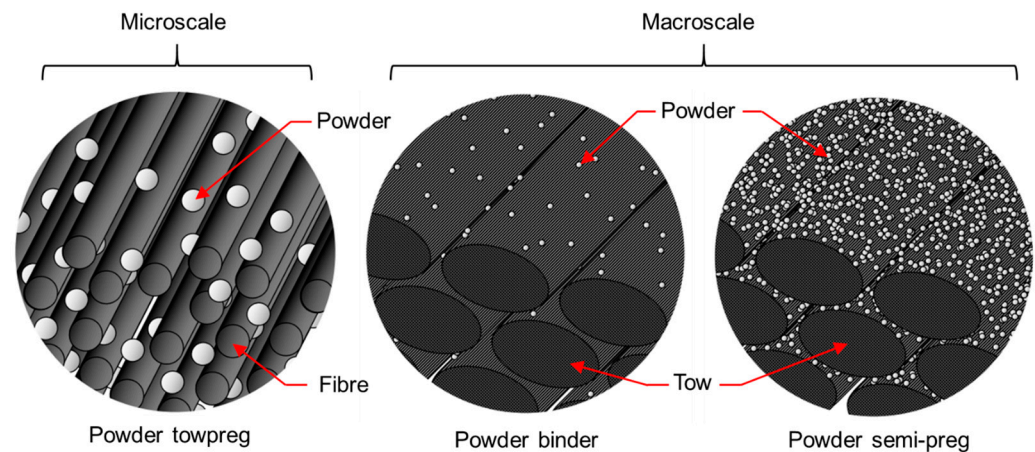 Microscale
Macroscale
Powder
Powder
Fibre
Tow
Powder towpreg
Powder binder
Powder semi-preg